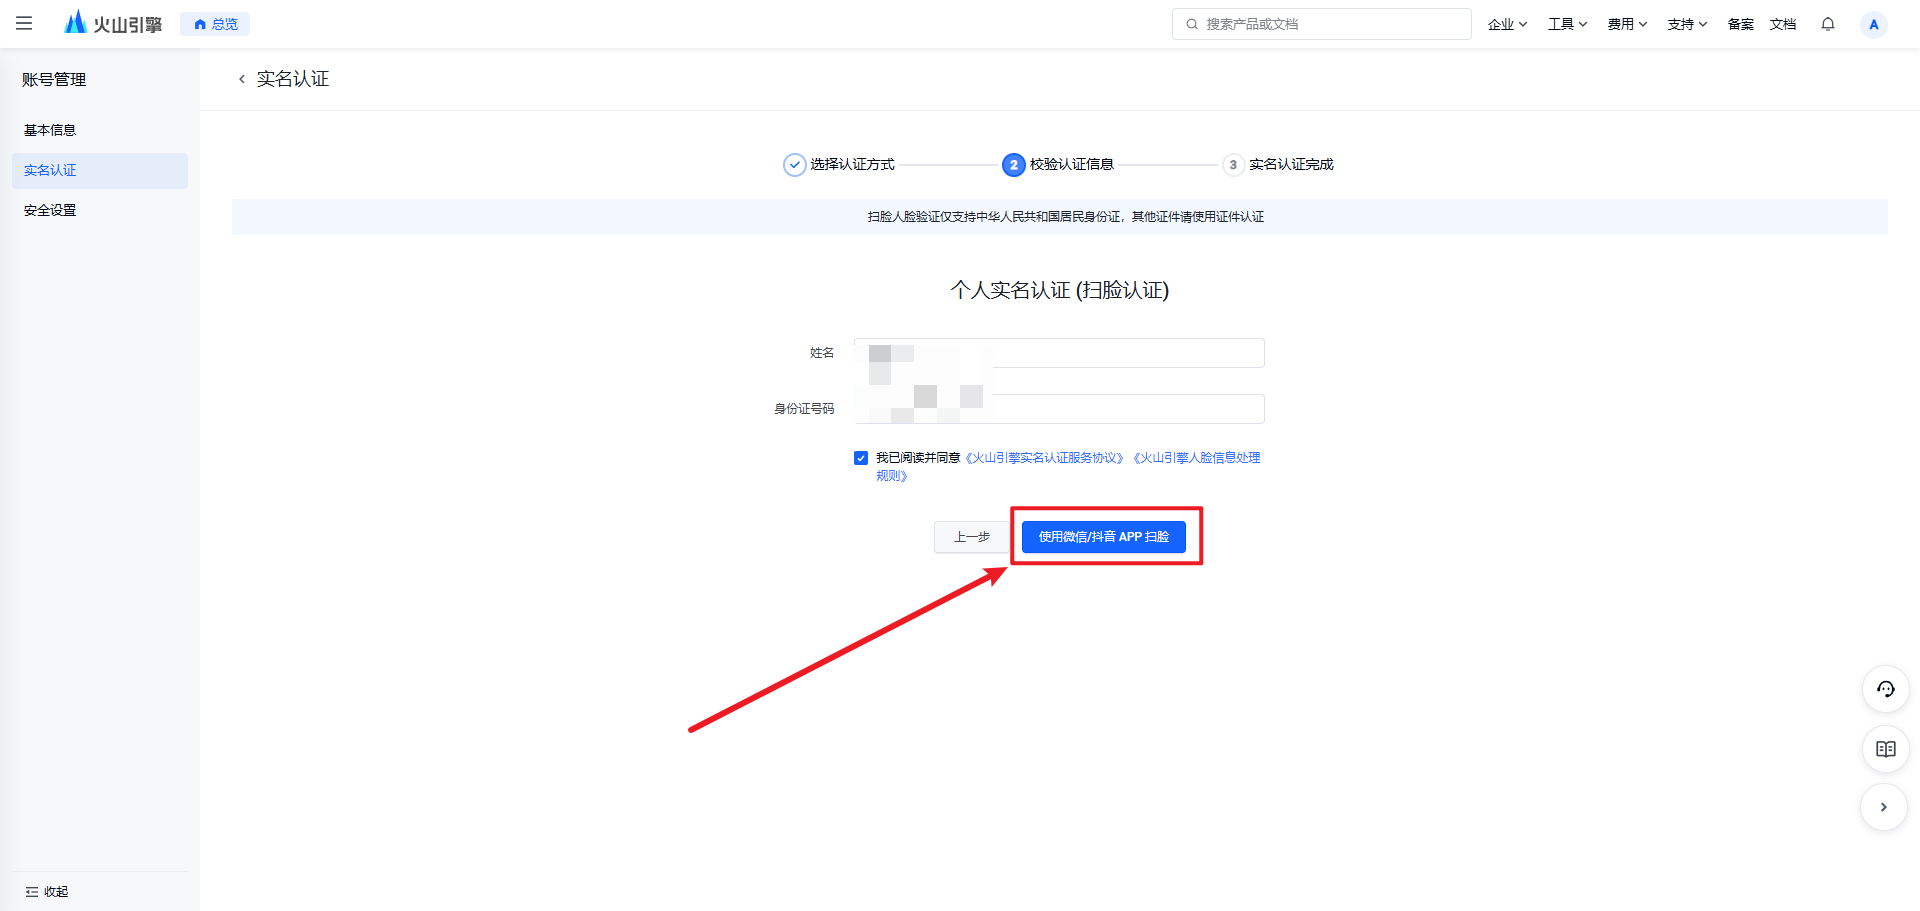 火山引擎
总览
搜索产品或文档
企业
工具
费用
支持
备案
文档
A
账号管理
基本信息
实名认证
安全设置
收起
实名认证
选择认证方式
2 校验认证信息
3 实名认证完成
扫脸人脸验证仅支持中华人民共和国居民身份证，其他证件请使用证件认证
个人实名认证 (扫脸认证)
姓名
身份证号码
我已阅读并同意《火山引擎实名认证服务协议》《火山引擎人脸信息处理
规则》
上一步
使用微信/抖音 APP 扫脸